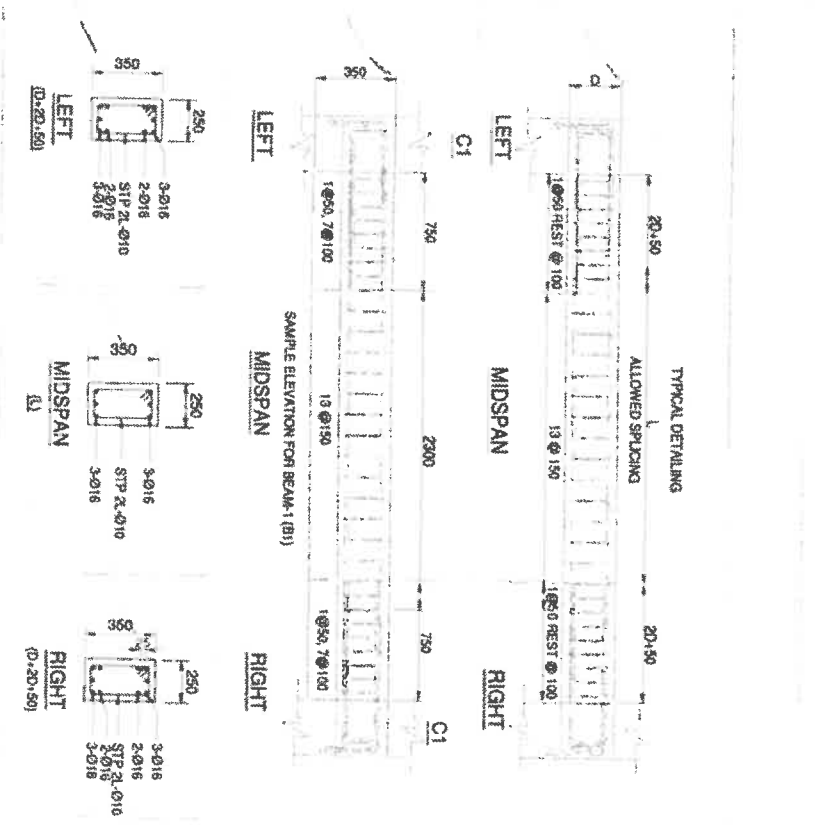 TYPICAL DETAILING
2D+50
L
2D+50
ALLOWED SPLICING
D
1@50 REST @ 100
13 @ 150
1@50 REST @ 100
LEFT
MIDSPAN
RIGHT
C1
C1
750
2300
750
350
1@50, 7@100
13 @150
1@50, 7@100
SAMPLE ELEVATION FOR BEAM-1 (B1)
LEFT
MIDSPAN
RIGHT
250
350
3-Ø16
2-Ø16
STP 2L-Ø10
2-Ø16
3-Ø16
LEFT
(D+2D+50)
250
350
3-Ø16
STP 2L-Ø10
3-Ø16
MIDSPAN
(L)
250
350
3-Ø16
2-Ø16
STP 2L-Ø10
2-Ø16
3-Ø16
RIGHT
(D+2D+50)